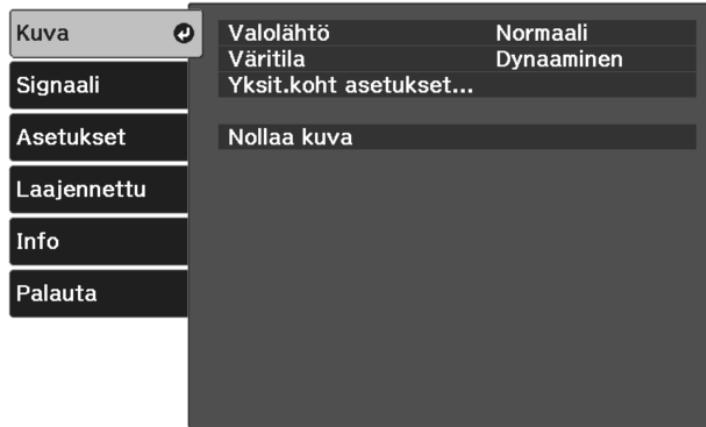 Kuva
Signaali
Asetukset
Laajennettu
Info
Palauta
Valolähtö Normaali
Väritila Dynaaminen
Yksit.koht asetukset...
Nollaa kuva